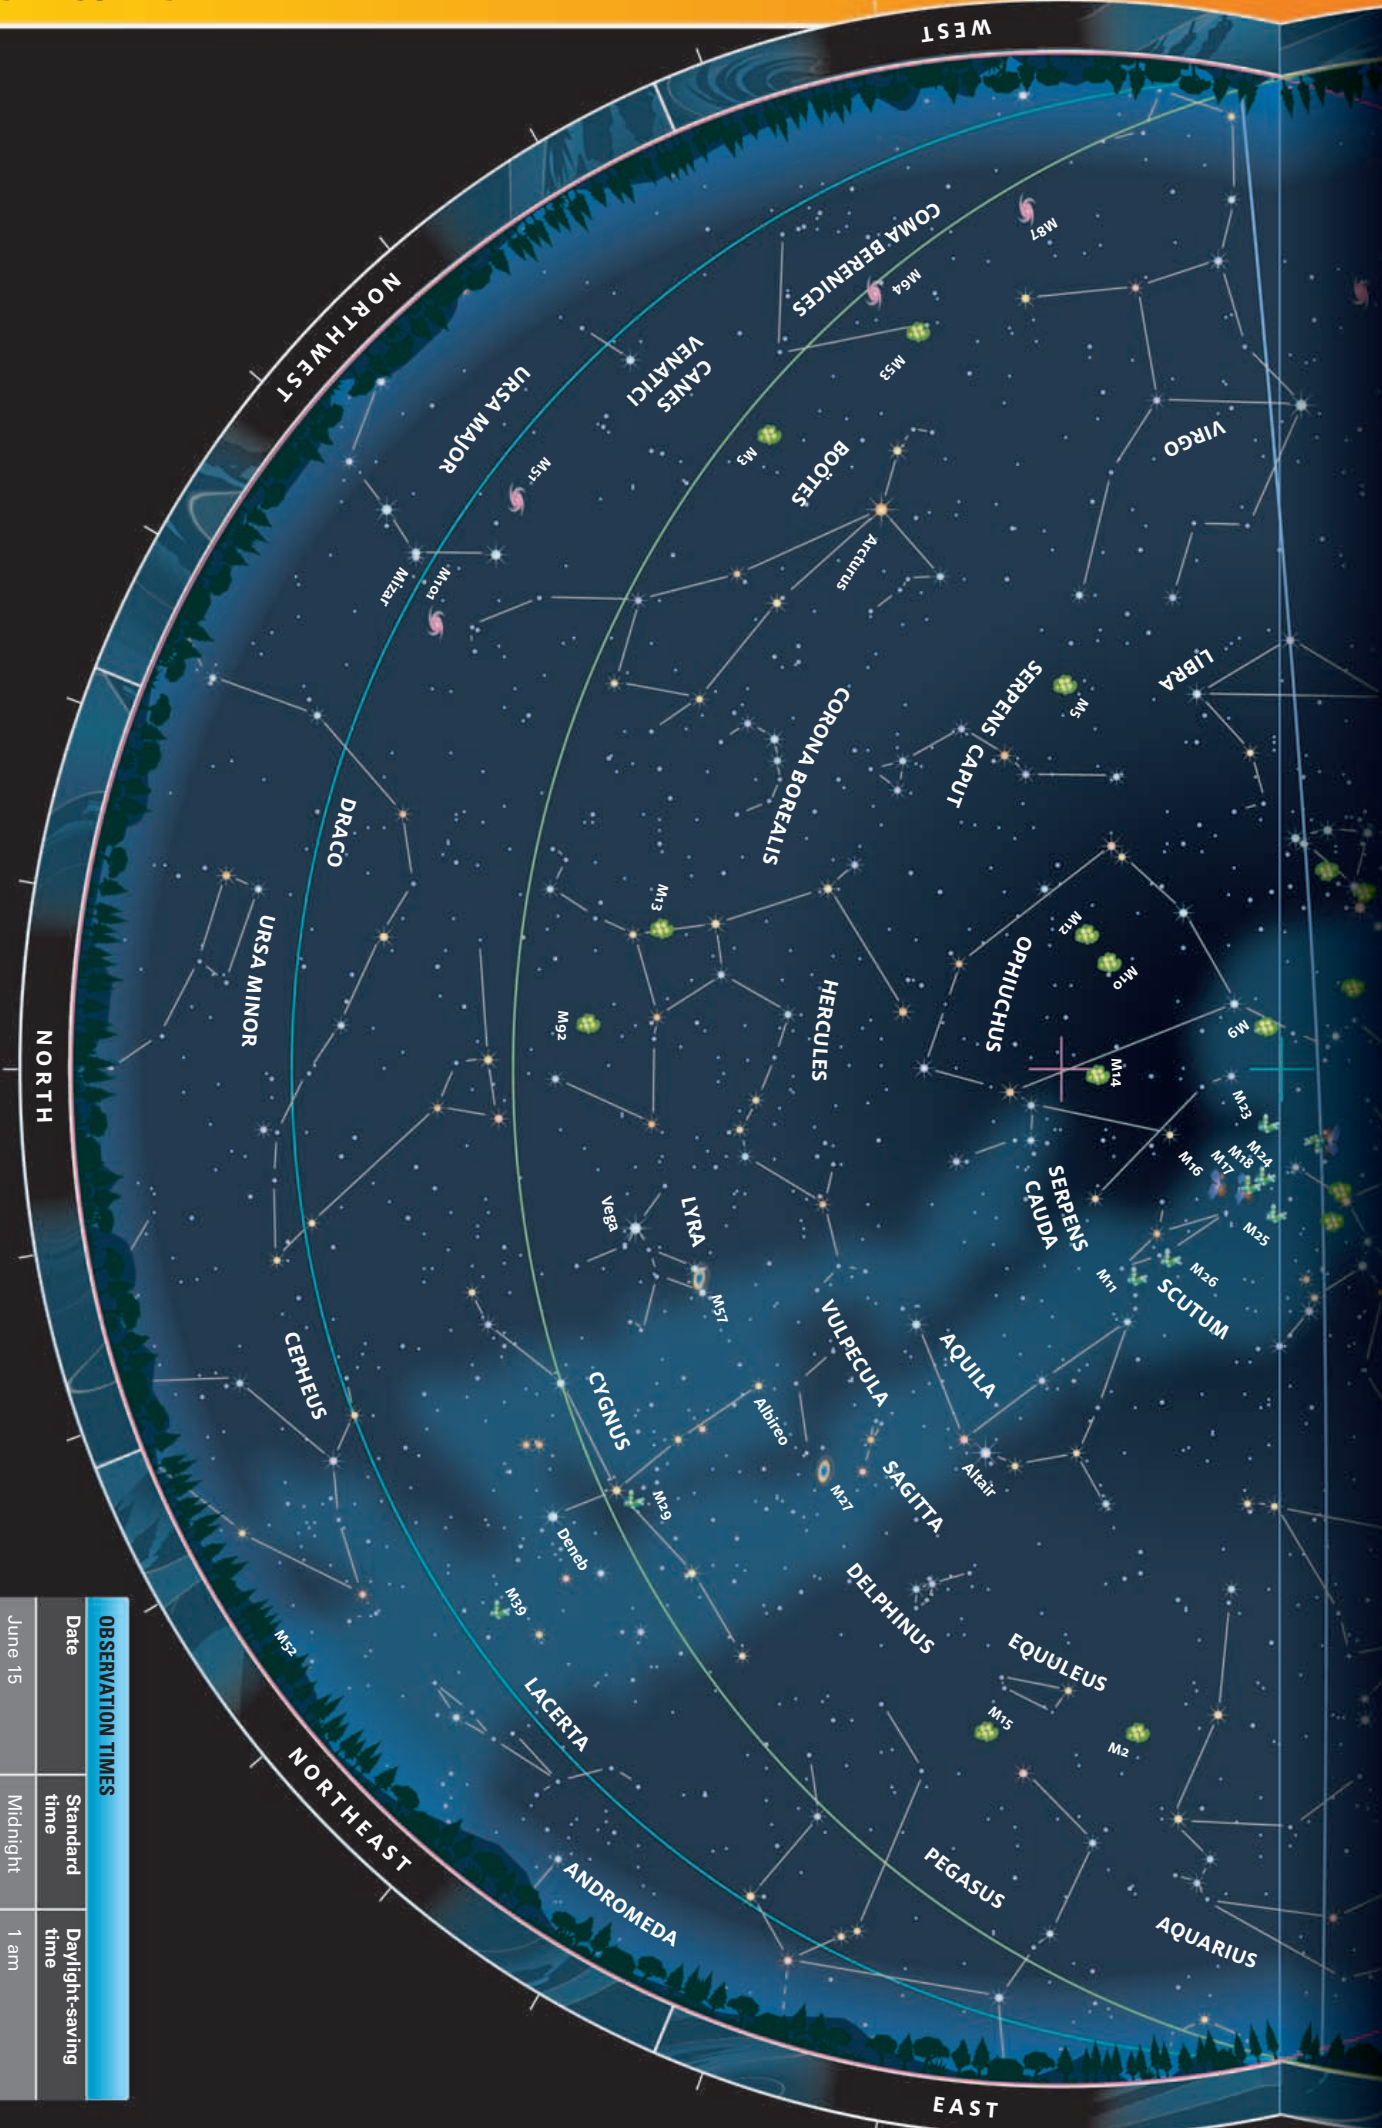 WEST
NORTHWEST
NORTH
NORTHEAST
EAST
COMA BERENICES
M87
M64
M53
CANES
VENATICI
URSA MAJOR
M51
M3
BOÖTES
VIRGO
Arcturus
Mizar
M101
LIBRA
M5
SERPENS CAPUT
CORONA BOREALIS
DRACO
M13
URSA MINOR
M12
M10
OPHIUCHUS
HERCULES
M92
M9
M14
M23
M24
M18
M17
M16
M25
SERPENS
CAUDA
M26
M11
SCUTUM
Vega
LYRA
M57
VULPECULA
AQUILA
CEPHEUS
CYGNUS
Albireo
Altair
SAGITTA
M27
M29
Deneb
M39
M52
DELPHINUS
EQUULEUS
M15
M2
LACERTA
PEGASUS
ANDROMEDA
AQUARIUS
OBSERVATION TIMES
Date
Standard
time
Daylight-saving
time
June 15
Midnight
1 am